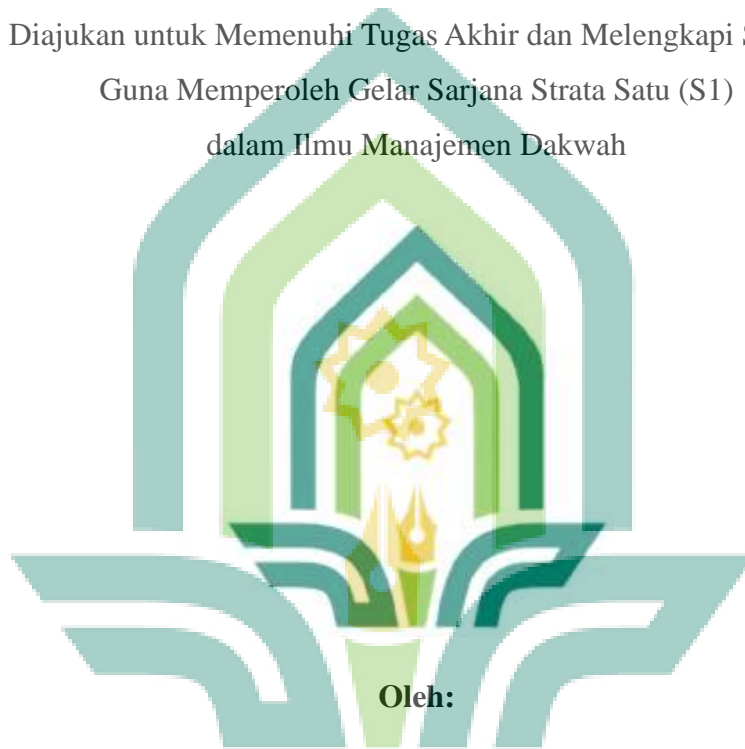 Diajukan untuk Memenuhi Tugas Akhir dan Melengkapi
Guna Memperoleh Gelar Sarjana Strata Satu (S1)
dalam Ilmu Manajemen Dakwah
Oleh: